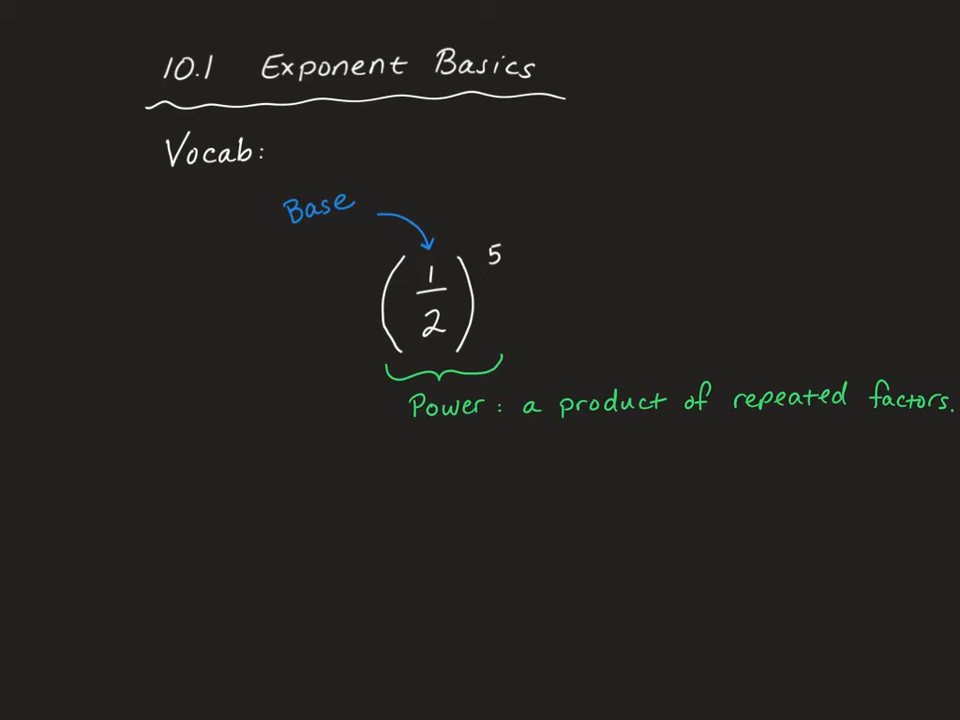 10.1 Exponent Basics
Vocab:
Base
(1/2)^5
Power: a product of repeated factors.